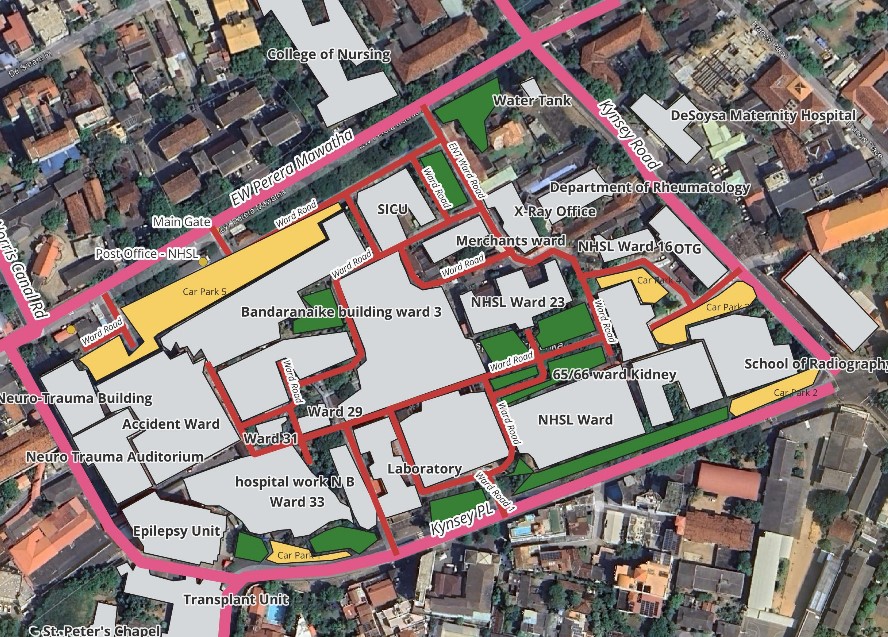 College of Nursing
Water Tank
DeSoysa Maternity Hospital
EW Perera Mawatha
Kynsey Road
Department of Rheumatology
ENT Ward Road
Ward Road
SICU
Ward Road
Main Gate
X-Ray Office
Post Office - NHSL
Merchants ward
NHSL Ward 16
OTG
Norris Canal Rd
Ward Road
Ward Road
Car Park 5
Car Park
NHSL Ward 23
Bandaranaike building ward 3
Car Park
Ward Road
Ward Road
Ward Road
School of Radiography
65/66 ward Kidney
Ward Road
Car Park 2
Neuro-Trauma Building
Ward 29
Accident Ward
NHSL Ward
Ward Road
Ward 31
Neuro Trauma Auditorium
Laboratory
hospital work N B
Ward 33
Ward Road 1
Kynsey PL
Epilepsy Unit
Car Par
Transplant Unit
St. Peter's Chapel